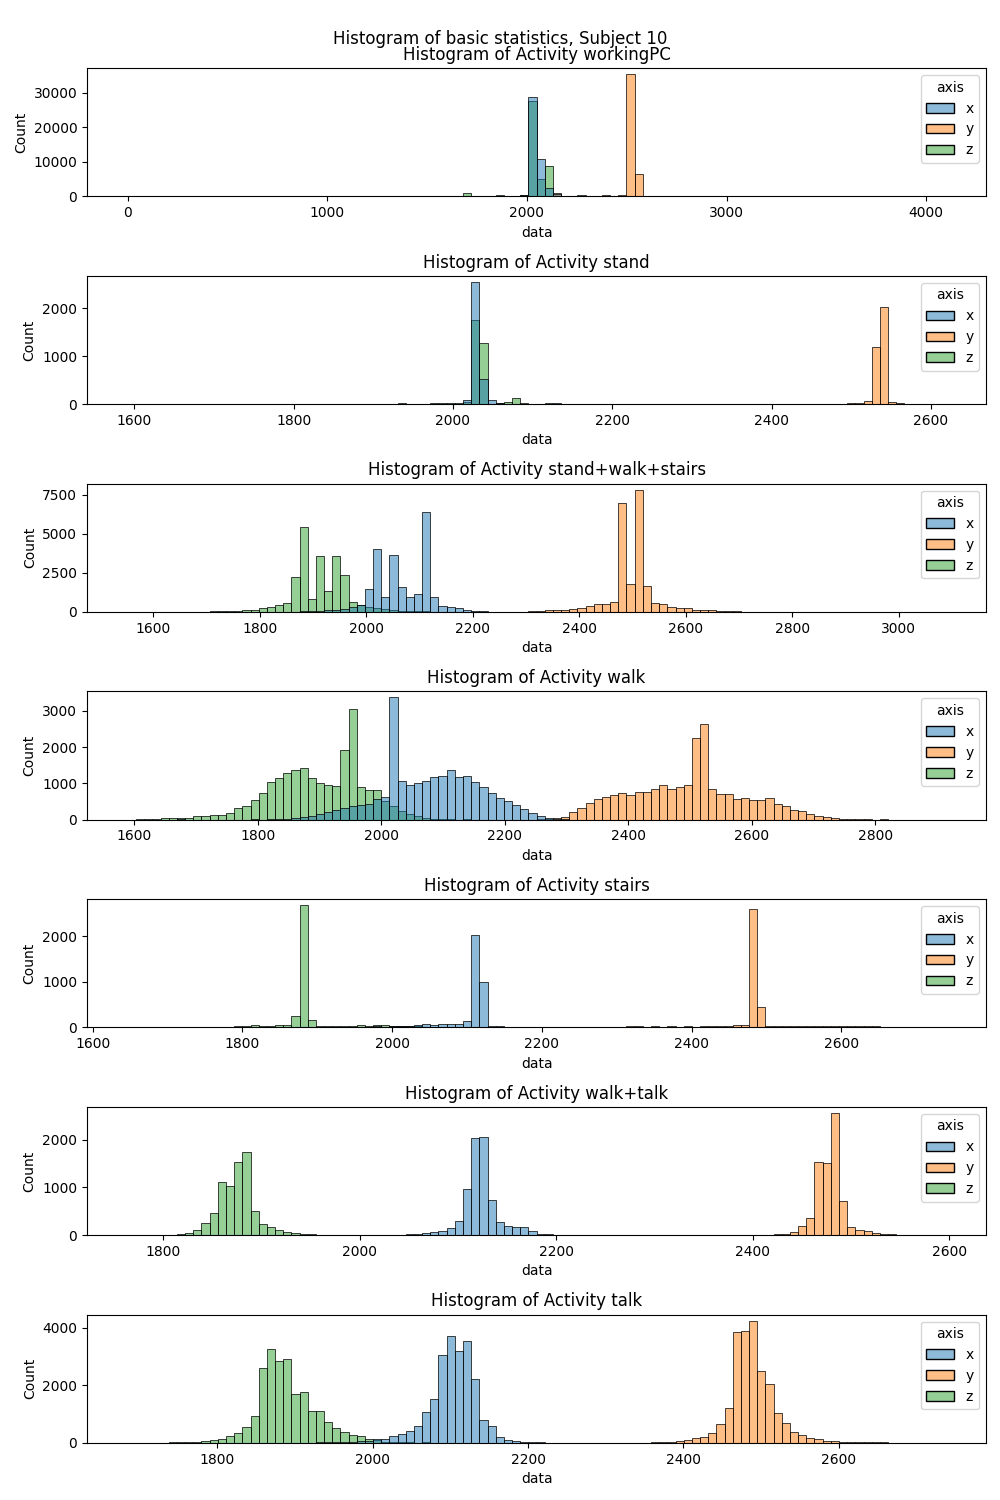 Histogram of basic statistics, Subject 10
Histogram of Activity workingPC
Count
30000
20000
10000
0
axis
x
y
z
0 1000 2000 3000 4000
data
Histogram of Activity stand
Count
2000
1000
0
axis
x
y
z
1600 1800 2000 2200 2400 2600
data
Histogram of Activity stand+walk+stairs
Count
7500
5000
2500
0
axis
x
y
z
1600 1800 2000 2200 2400 2600 2800 3000
data
Histogram of Activity walk
Count
3000
2000
1000
0
axis
x
y
z
1800 2000 2200 2400 2600 2800
data
Histogram of Activity stairs
Count
2000
1000
0
axis
x
y
z
1600 1800 2000 2200 2400 2600
data
Histogram of Activity walk+talk
Count
2000
1000
0
axis
x
y
z
1800 2000 2200 2400 2600
data
Histogram of Activity talk
Count
4000
2000
0
axis
x
y
z
1800 2000 2200 2400 2600
data